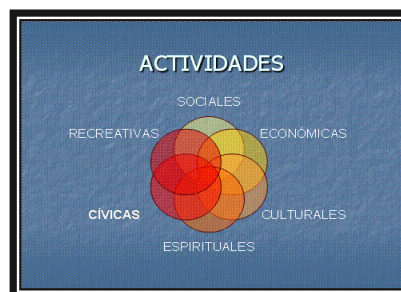 ACTIVIDADES
SOCIALES
RECREATIVAS
ECONÓMICAS
CÍVICAS
CULTURALES
ESPIRITUALES